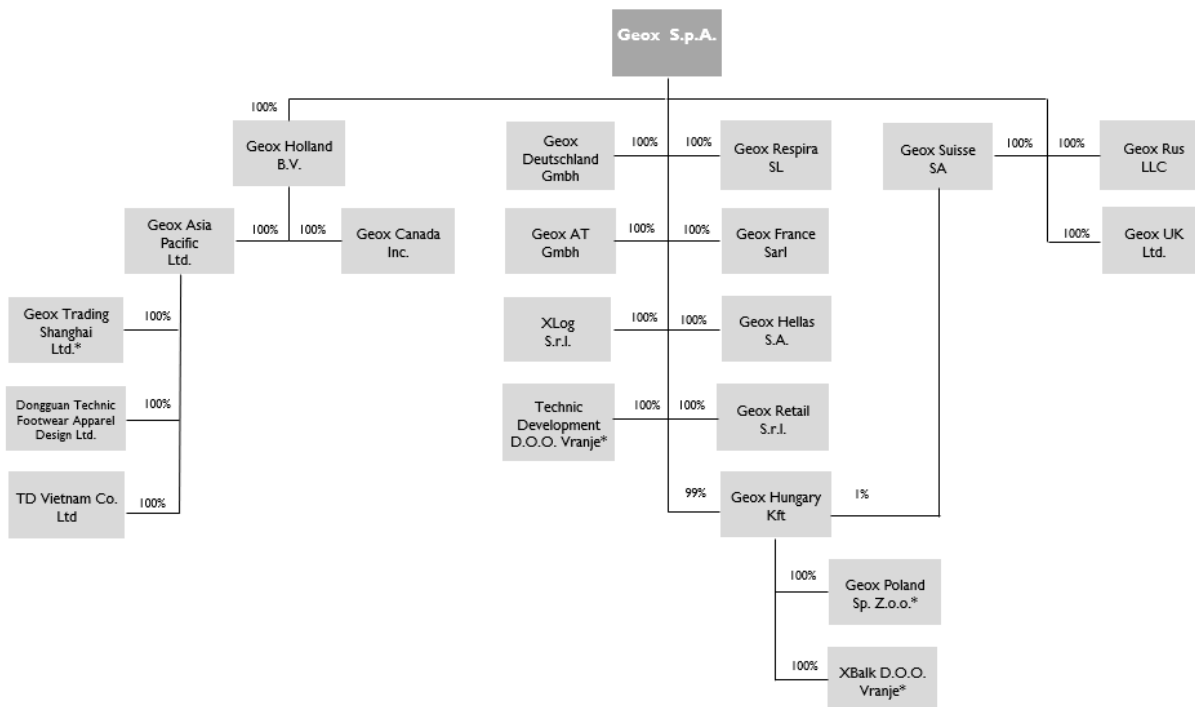 Geox S.p.A.
100%
Geox Holland
B.V.
Geox
Deutschland
Gmbh
100%
100%
Geox Respira
SL
Geox Suisse
SA
100%
100%
Geox Rus
LLC
Geox Asia
Pacific
Ltd.
100%
100%
Geox Canada
Inc.
Geox AT
Gmbh
100%
100%
Geox France
Sarl
100%
Geox UK
Ltd.
Geox Trading
Shanghai
Ltd.*
100%
XLog
S.r.l.
100%
100%
Geox Hellas
S.A.
Dongguan Technic
Footwear Apparel
Design Ltd.
100%
Technic
Development
D.O.O. Vranje*
100%
100%
Geox Retail
S.r.l.
TD Vietnam Co.
Ltd
100%
99%
Geox Hungary
Kft
1%
100%
Geox Poland
Sp. Z.o.o.*
100%
XBalk D.O.O.
Vranje*